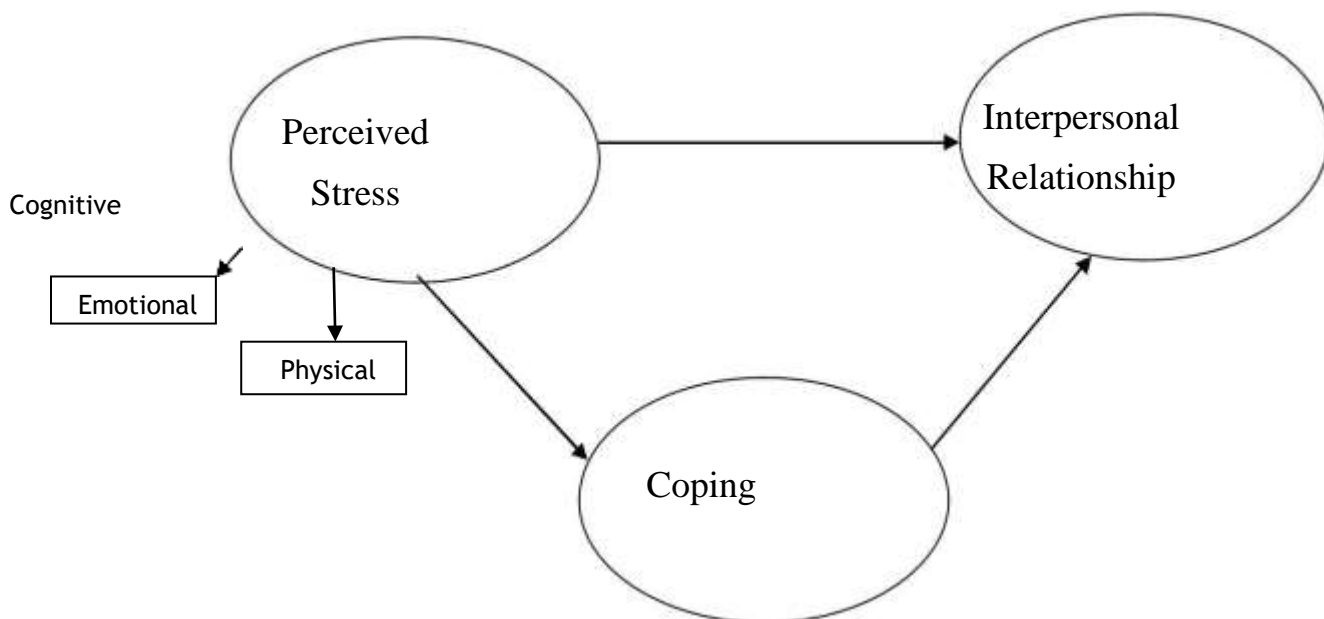 Perceived
Stress
Interpersonal
Relationship
Cognitive
Emotional
Physical
Coping